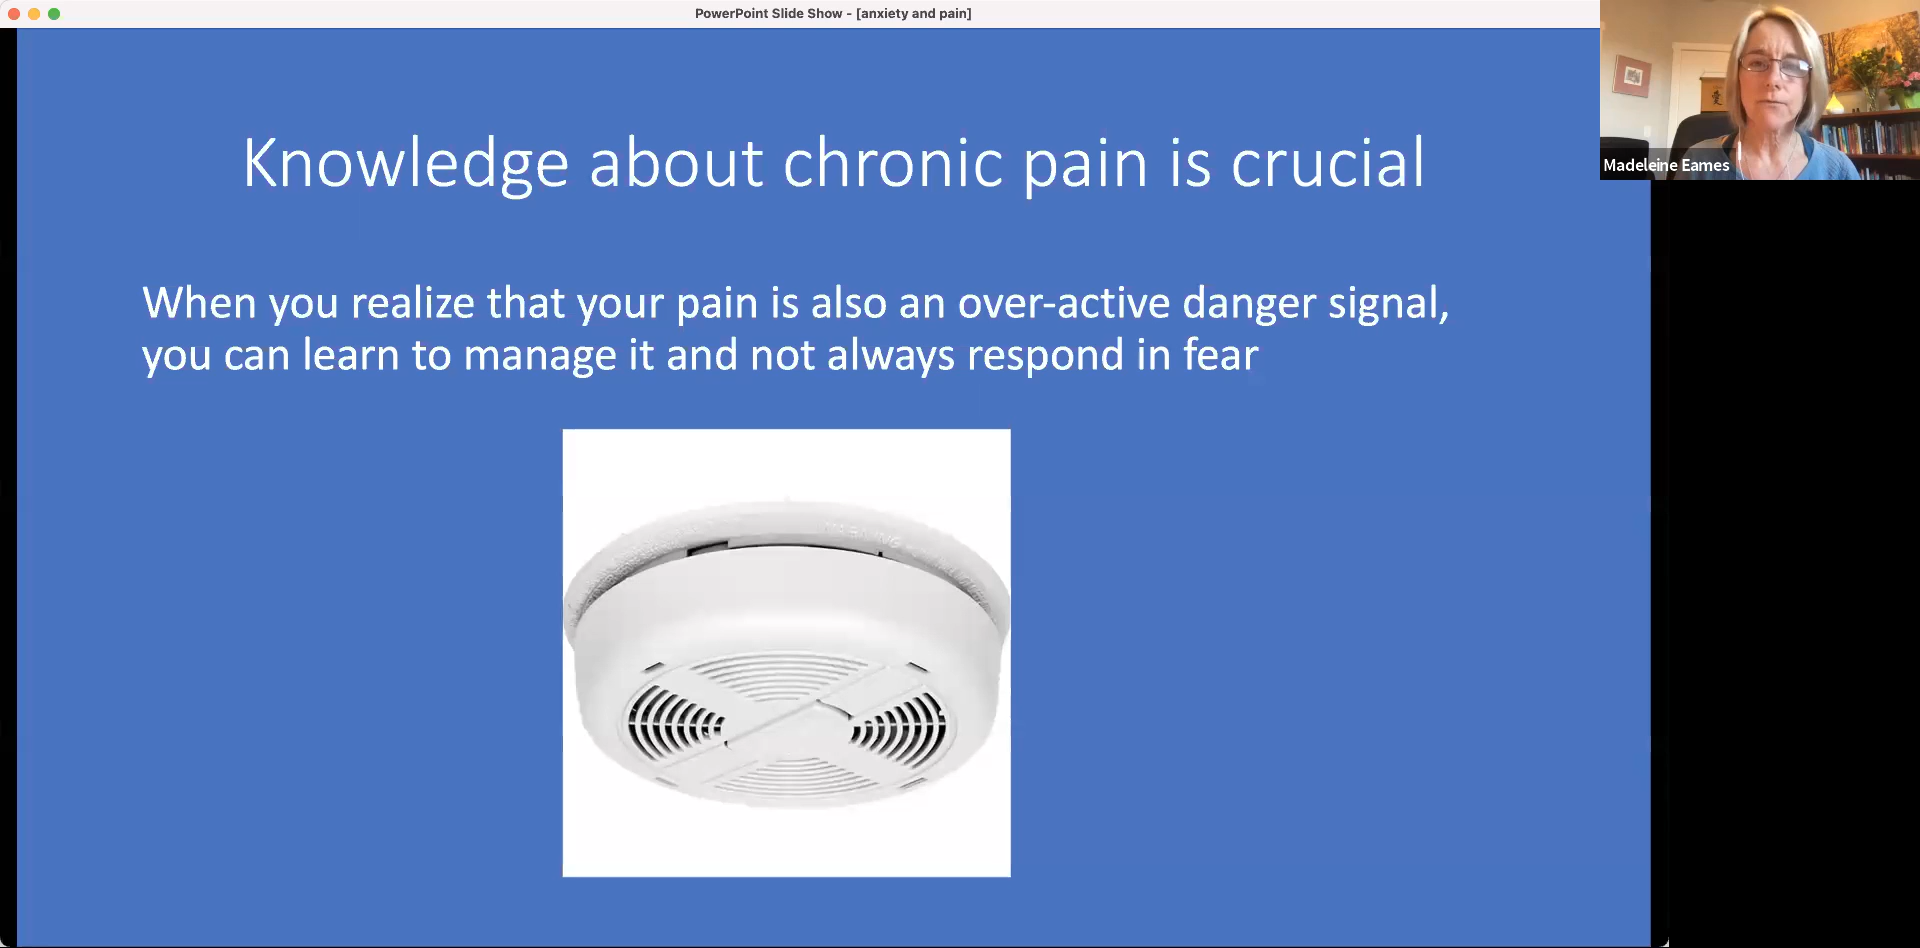 PowerPoint Slide Show - [anxiety and pain]
Madeleine Eames
Knowledge about chronic pain is crucial
When you realize that your pain is also an over-active danger signal,
you can learn to manage it and not always respond in fear